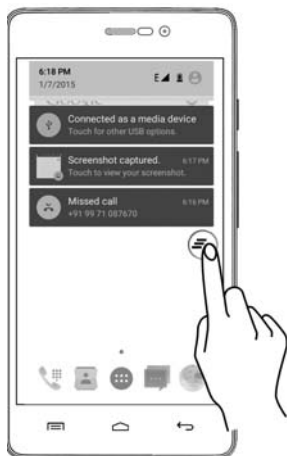 6:18 PM
1/7/2015
E
Connected as a media device
Touch for other USB options.
Screenshot captured. 6:17 PM
Touch to view your screenshot.
Missed call 6:16 PM
+91 99 71 087670